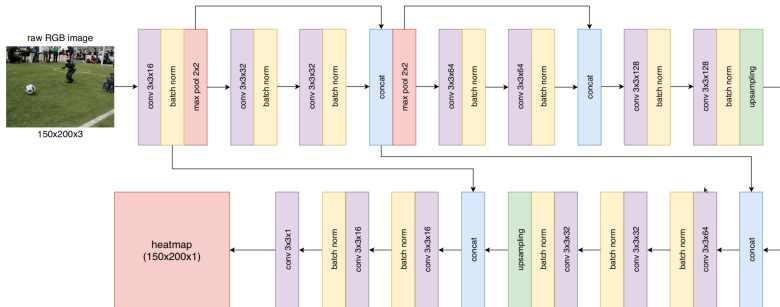 raw RGB image
150x200x3
conv 3x3x16
batch norm
max pool 2x2
conv 3x3x32
batch norm
conv 3x3x32
batch norm
concat
max pool 2x2
conv 3x3x64
batch norm
conv 3x3x64
batch norm
concat
conv 3x3x128
batch norm
conv 3x3x128
batch norm
upsampling
heatmap
(150x200x1)
conv 3x3x1
batch norm
conv 3x3x16
batch norm
conv 3x3x16
concat
upsampling
batch norm
conv 3x3x32
batch norm
conv 3x3x32
batch norm
conv 3x3x64
concat